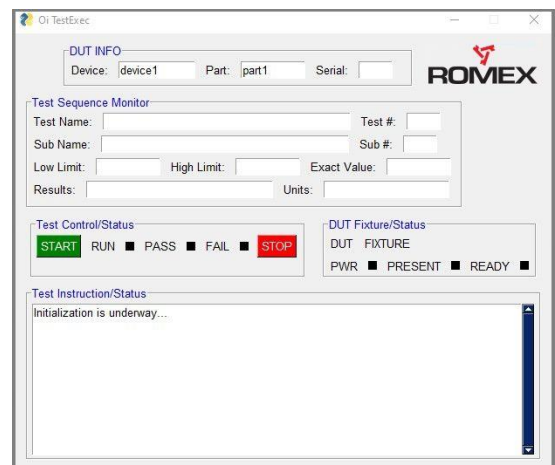 Oi TestExec
DUT INFO
Device: device1 Part: part1 Serial:
ROMEX
Test Sequence Monitor
Test Name: Test #:
Sub Name: Sub #:
Low Limit: High Limit: Exact Value:
Results: Units:
Test Control/Status
START RUN PASS FAIL STOP
DUT Fixture/Status
DUT FIXTURE
PWR PRESENT READY
Test Instruction/Status
Initialization is underway...